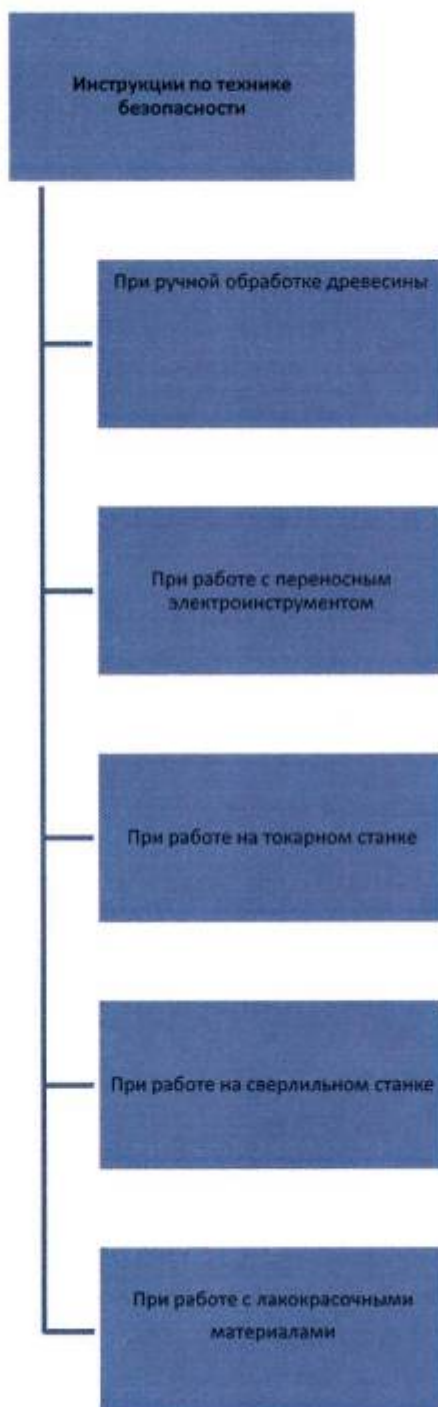 Инструкции по технике
безопасности
При ручной обработке древесины
При работе с переносным
электроинструментом
При работе на токарном станке
При работе на сверлильном станке
При работе с лакокрасочными
материалами